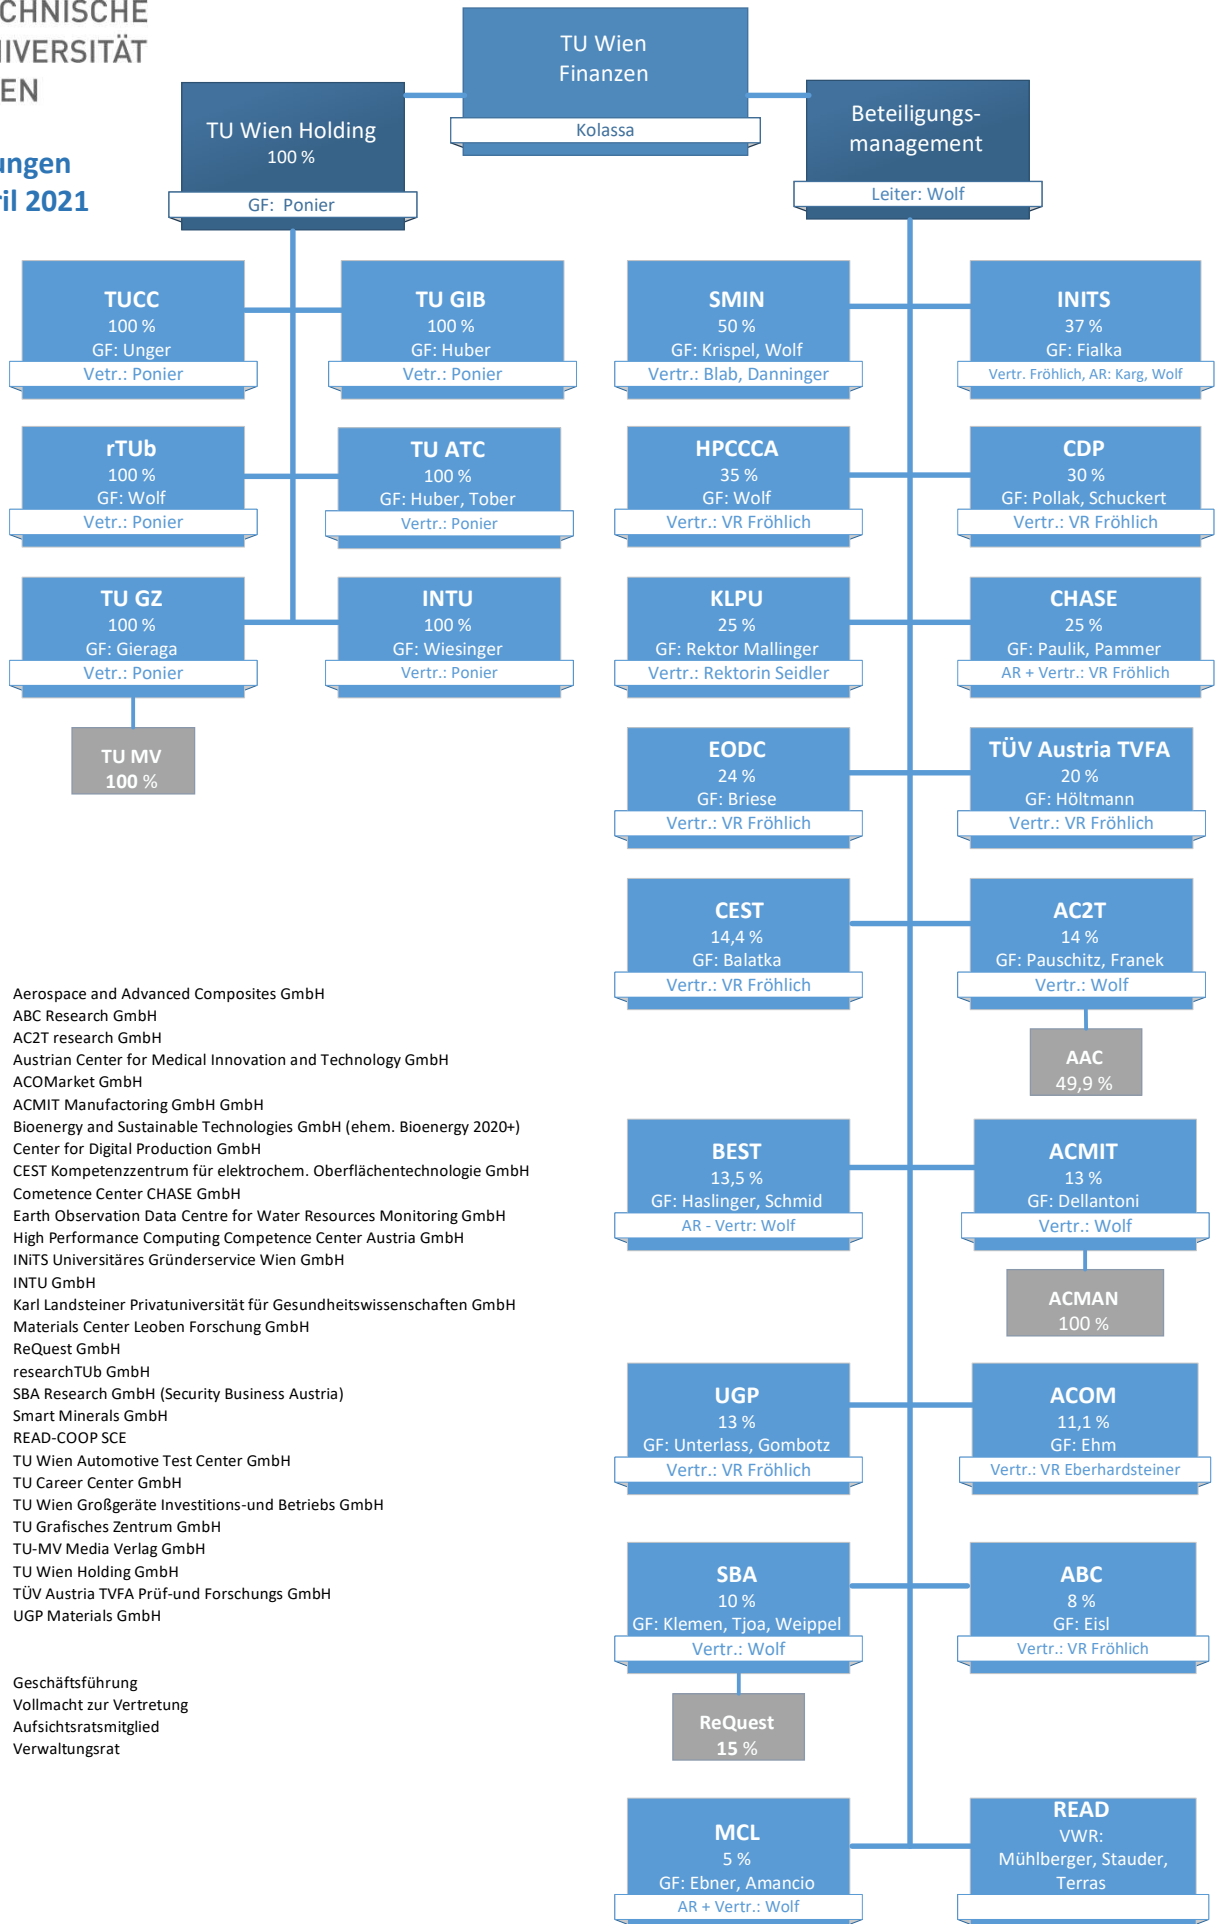 CHNISCHE
IVERSITÄT
EN
ungen
ril 2021
TU Wien
Finanzen
Kolassa
TU Wien Holding
100 %
GF: Ponier
Beteiligungs-
management
Leiter: Wolf
TUCC
100 %
GF: Unger
Vetr.: Ponier
TU GIB
100 %
GF: Huber
Vetr.: Ponier
SMIN
50 %
GF: Krispel, Wolf
Vertr.: Blab, Danninger
INITS
37 %
GF: Fialka
Vertr. Fröhlich, AR: Karg, Wolf
rTUb
100 %
GF: Wolf
Vetr.: Ponier
TU ATC
100 %
GF: Huber, Tober
Vertr.: Ponier
HPCCCA
35 %
GF: Wolf
Vertr.: VR Fröhlich
CDP
30 %
GF: Pollak, Schuckert
Vertr.: VR Fröhlich
TU GZ
100 %
GF: Gieraga
Vetr.: Ponier
INTU
100 %
GF: Wiesinger
Vertr.: Ponier
KLPU
25 %
GF: Rektor Mallinger
Vertr.: Rektorin Seidler
CHASE
25 %
GF: Paulik, Pammer
AR + Vertr.: VR Fröhlich
TU MV
100 %
EODC
24 %
GF: Briese
Vertr.: VR Fröhlich
TÜV Austria TVFA
20 %
GF: Höltmann
Vertr.: VR Fröhlich
CEST
14,4 %
GF: Balatka
Vertr.: VR Fröhlich
AC2T
14 %
GF: Pauschitz, Franek
Vertr.: Wolf
AAC
49,9 %
BEST
13,5 %
GF: Haslinger, Schmid
AR - Vertr: Wolf
ACMIT
13 %
GF: Dellantoni
Vertr.: Wolf
ACMAN
100 %
UGP
13 %
GF: Unterlass, Gombotz
Vertr.: VR Fröhlich
ACOM
11,1 %
GF: Ehm
Vertr.: VR Eberhardsteiner
SBA
10 %
GF: Klemen, Tjoa, Weippel
Vertr.: Wolf
ABC
8 %
GF: Eisl
Vertr.: VR Fröhlich
ReQuest
15 %
MCL
5 %
GF: Ebner, Amancio
AR + Vertr.: Wolf
READ
VWR:
Mühlberger, Stauder,
Terras
Aerospace and Advanced Composites GmbH
ABC Research GmbH
AC2T research GmbH
Austrian Center for Medical Innovation and Technology GmbH
ACOMarket GmbH
ACMIT Manufactoring GmbH GmbH
Bioenergy and Sustainable Technologies GmbH (ehem. Bioenergy 2020+)
Center for Digital Production GmbH
CEST Kompetenzzentrum für elektrochem. Oberflächentechnologie GmbH
Cometence Center CHASE GmbH
Earth Observation Data Centre for Water Resources Monitoring GmbH
High Performance Computing Competence Center Austria GmbH
INiTS Universitäres Gründerservice Wien GmbH
INTU GmbH
Karl Landsteiner Privatuniversität für Gesundheitswissenschaften GmbH
Materials Center Leoben Forschung GmbH
ReQuest GmbH
researchTUb GmbH
SBA Research GmbH (Security Business Austria)
Smart Minerals GmbH
READ-COOP SCE
TU Wien Automotive Test Center GmbH
TU Career Center GmbH
TU Wien Großgeräte Investitions-und Betriebs GmbH
TU Grafisches Zentrum GmbH
TU-MV Media Verlag GmbH
TU Wien Holding GmbH
TÜV Austria TVFA Prüf-und Forschungs GmbH
UGP Materials GmbH
Geschäftsführung
Vollmacht zur Vertretung
Aufsichtsratsmitglied
Verwaltungsrat